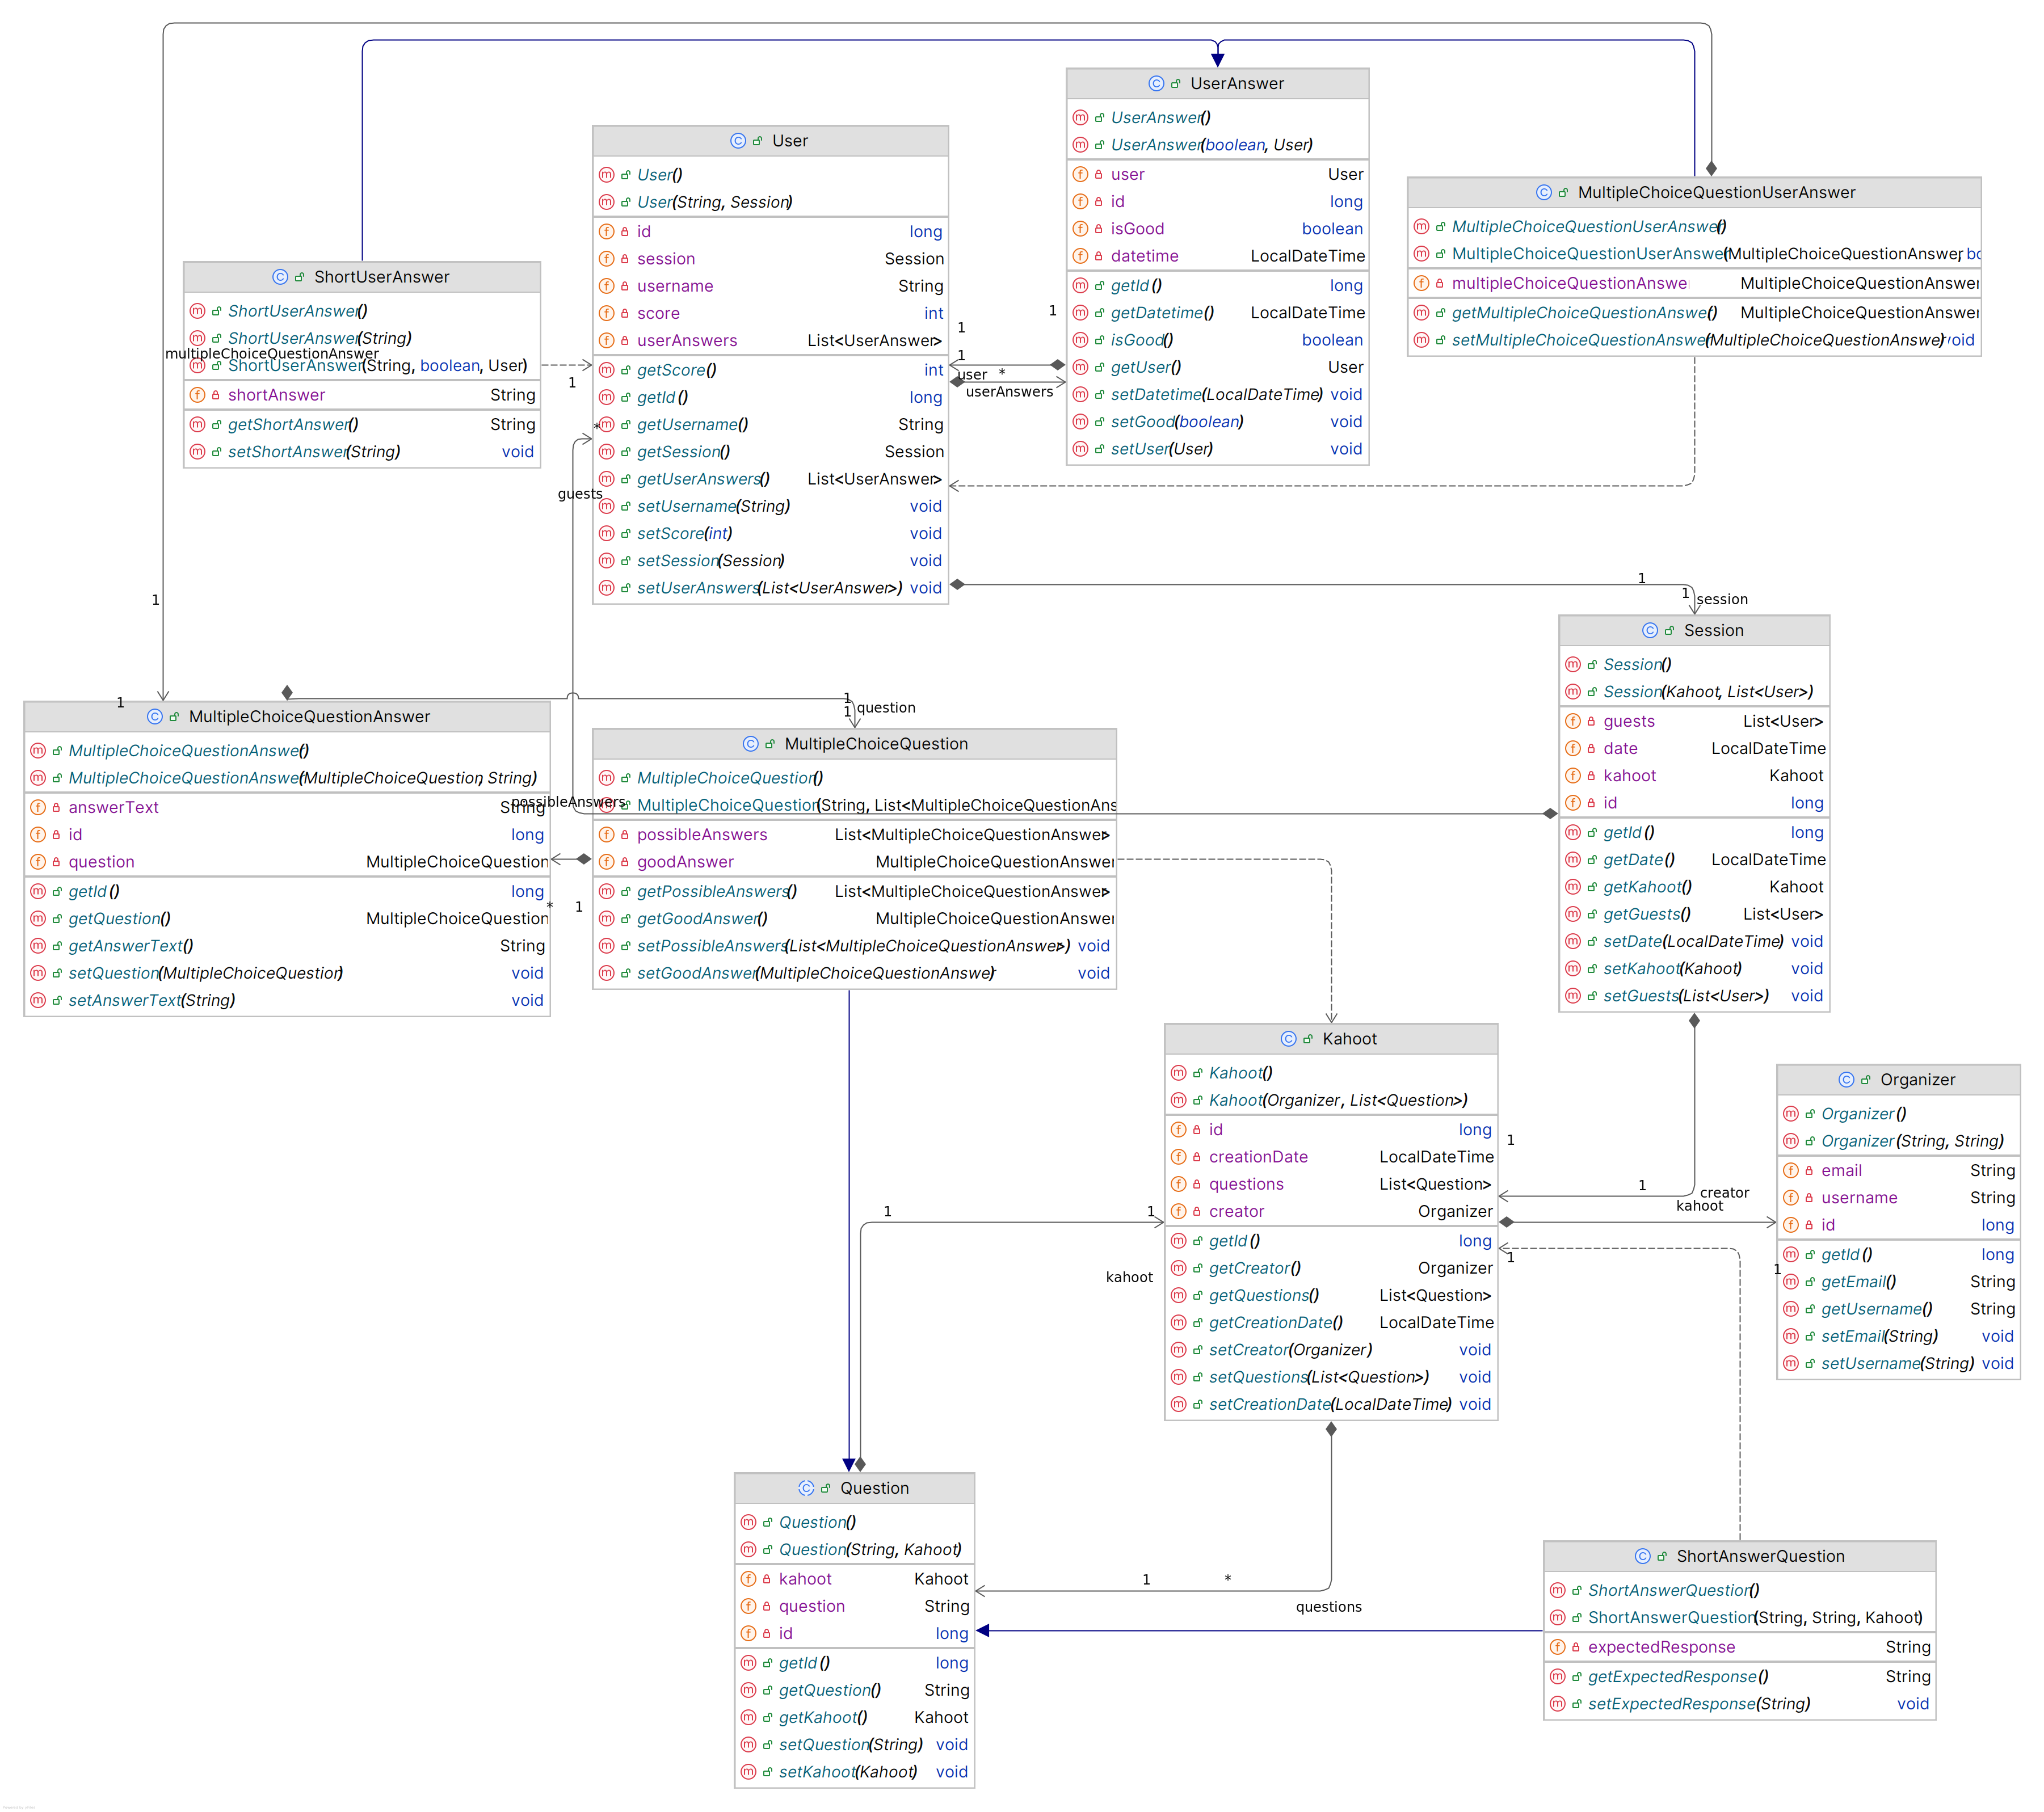 UserAnswer
UserAnswer()
UserAnswer(boolean, User)
user User
id long
isGood boolean
datetime LocalDateTime
getId() long
getDatetime() LocalDateTime
isGood() boolean
getUser() User
setDatetime(LocalDateTime) void
setGood(boolean) void
setUser(User) void
User
User()
User(String, Session)
id long
session Session
username String
score int
userAnswers List<UserAnswer>
getScore() int
getId() long
getUsername() String
getSession() Session
getUserAnswers() List<UserAnswer>
setUsername(String) void
setScore(int) void
setSession(Session) void
setUserAnswers(List<UserAnswer>) void
MultipleChoiceQuestionUserAnswer
MultipleChoiceQuestionUserAnswer()
MultipleChoiceQuestionUserAnswer(MultipleChoiceQuestionAnswer, bo
multipleChoiceQuestionAnswer MultipleChoiceQuestionAnswer
getMultipleChoiceQuestionAnswer() MultipleChoiceQuestionAnswer
setMultipleChoiceQuestionAnswer(MultipleChoiceQuestionAnswer) void
ShortUserAnswer
ShortUserAnswer()
ShortUserAnswer(String)
multipleChoiceQuestionAnswer
ShortUserAnswer(String, boolean, User)
shortAnswer String
getShortAnswer() String
setShortAnswer(String) void
1
1
1
1
user *
userAnswers
1
*
guests
1
1
1 session
Session
Session()
Session(Kahoot, List<User>)
guests List<User>
date LocalDateTime
kahoot Kahoot
id long
getId() long
getDate() LocalDateTime
getKahoot() Kahoot
getGuests() List<User>
setDate(LocalDateTime) void
setKahoot(Kahoot) void
setGuests(List<User>) void
1
MultipleChoiceQuestionAnswer
MultipleChoiceQuestionAnswer()
MultipleChoiceQuestionAnswer(MultipleChoiceQuestion, String)
answerText String
id long
question MultipleChoiceQuestion
getId() long
getQuestion() MultipleChoiceQuestion
getAnswerText() String
setQuestion(MultipleChoiceQuestion) void
setAnswerText(String) void
1
1 question
possibleAnswers
* 1
MultipleChoiceQuestion
MultipleChoiceQuestion()
MultipleChoiceQuestion(String, List<MultipleChoiceQuestionAns
possibleAnswers List<MultipleChoiceQuestionAnswer>
goodAnswer MultipleChoiceQuestionAnswer
getPossibleAnswers() List<MultipleChoiceQuestionAnswer>
getGoodAnswer() MultipleChoiceQuestionAnswer
setPossibleAnswers(List<MultipleChoiceQuestionAnswer>) void
setGoodAnswer(MultipleChoiceQuestionAnswer) void
Kahoot
Kahoot()
Kahoot(Organizer, List<Question>)
id long
creationDate LocalDateTime
questions List<Question>
creator Organizer
getId() long
getCreator() Organizer
getQuestions() List<Question>
getCreationDate() LocalDateTime
setCreator(Organizer) void
setQuestions(List<Question>) void
setCreationDate(LocalDateTime) void
1
1
creator
kahoot
1
1
Organizer
Organizer()
Organizer(String, String)
email String
username String
id long
getId() long
getEmail() String
getUsername() String
setEmail(String) void
setUsername(String) void
1 1
kahoot
Question
Question()
Question(String, Kahoot)
kahoot Kahoot
question String
id long
getId() long
getQuestion() String
getKahoot() Kahoot
setQuestion(String) void
setKahoot(Kahoot) void
1 *
questions
ShortAnswerQuestion
ShortAnswerQuestion()
ShortAnswerQuestion(String, String, Kahoot)
expectedResponse String
getExpectedResponse() String
setExpectedResponse(String) void